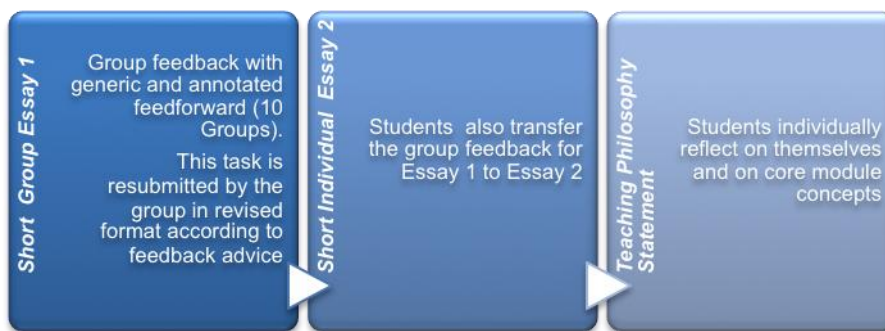 Short Group Essay 1
Group feedback with
generic and annotated
feedforward (10
Groups).
This task is
resubmitted by the
group in revised
format according to
feedback advice
Short Individual Essay 2
Students also transfer
the group feedback for
Essay 1 to Essay 2
Teaching Philosophy
Statement
Students individually
reflect on themselves
and on core module
concepts